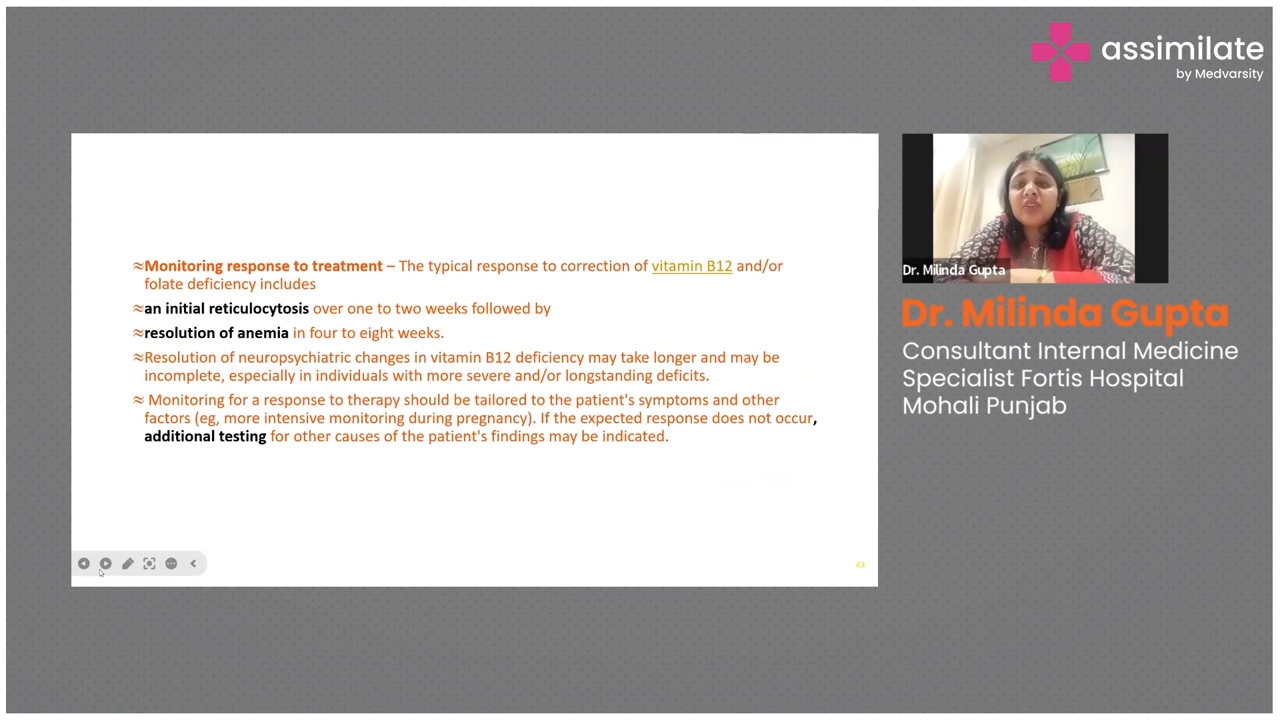 assimilate
by Medvarsity
≈Monitoring response to treatment – The typical response to correction of vitamin B12 and/or
folate deficiency includes
≈an initial reticulocytosis over one to two weeks followed by
≈resolution of anemia in four to eight weeks.
≈Resolution of neuropsychiatric changes in vitamin B12 deficiency may take longer and may be
incomplete, especially in individuals with more severe and/or longstanding deficits.
≈ Monitoring for a response to therapy should be tailored to the patient's symptoms and other
factors (eg, more intensive monitoring during pregnancy). If the expected response does not occur,
additional testing for other causes of the patient's findings may be indicated.
43
Dr. Milinda Gupta
Dr. Milinda Gupta
Consultant Internal Medicine
Specialist Fortis Hospital
Mohali Punjab